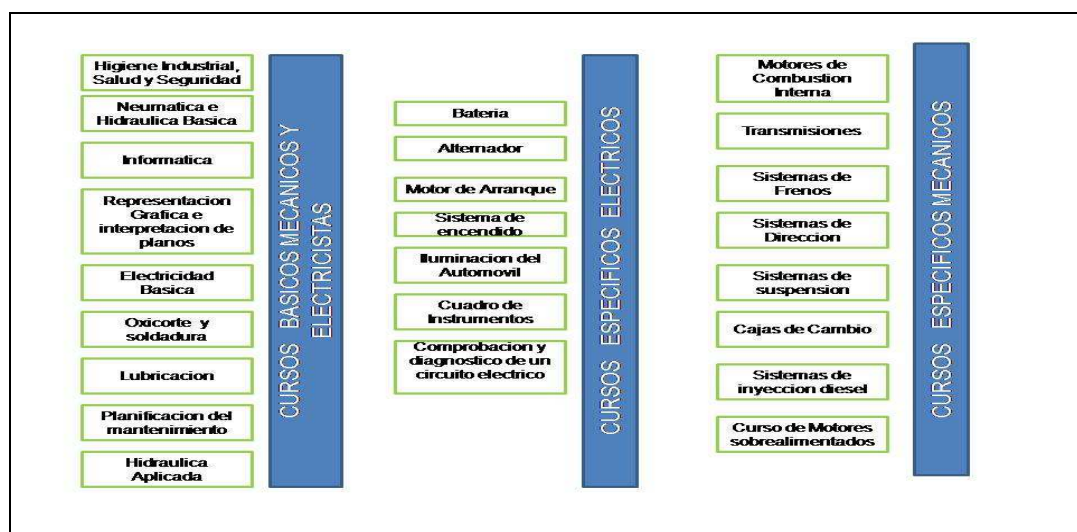 Higiene Industrial,
Salud y Seguridad
Neumatica e
Hidraulica Basica
Informatica
Representacion
Grafica e
interpretacion de
planos
Electricidad
Basica
Oxicorte y
soldadura
Lubricacion
Planificacion del
mantenimiento
Hidraulica
Aplicada
CURSOS BASICOS MECANICOS Y
ELECTRICISTAS
Bateria
Alternador
Motor de Arranque
Sistema de
encendido
Iluminacion del
Automovil
Cuadro de
Instrumentos
Comprobacion y
diagnostico de un
circuito electrico
CURSOS ESPECIFICOS ELECTRICOS
Motores de
Combustion
Interna
Transmisiones
Sistemas de
Frenos
Sistemas de
Direccion
Sistemas de
suspension
Cajas de Cambio
Sistemas de
inyeccion diesel
Curso de Motores
sobrealimentados
CURSOS ESPECIFICOS MECANICOS